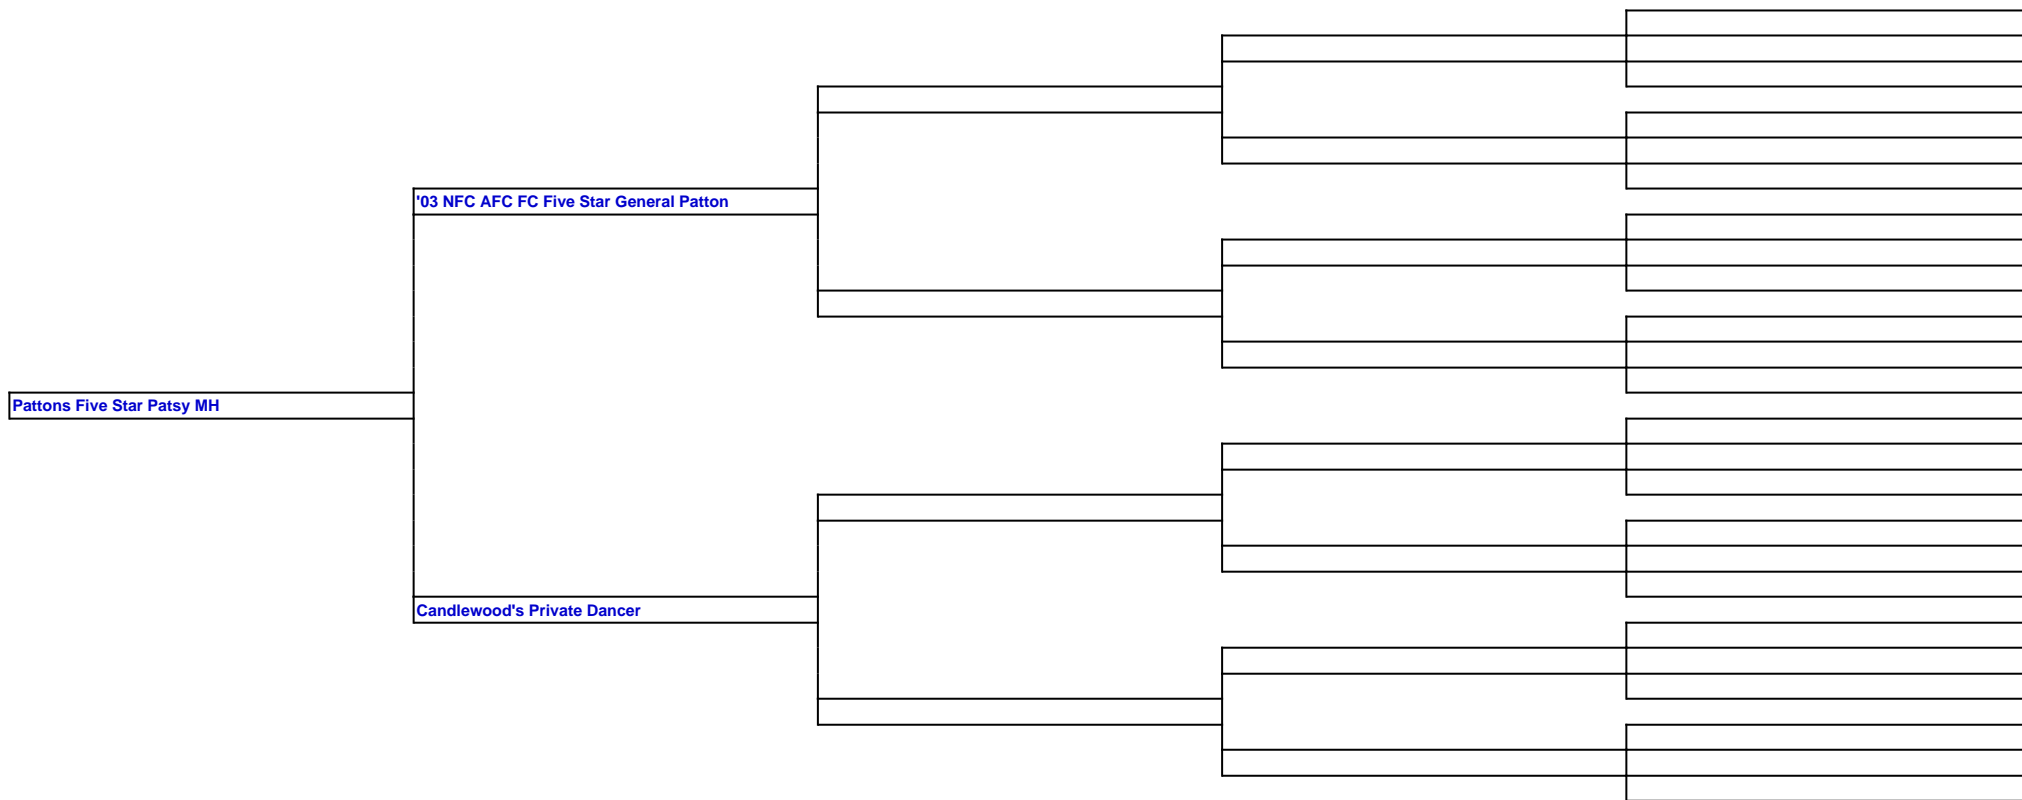 '03 NFC AFC FC Five Star General Patton
Pattons Five Star Patsy MH
Candlewood's Private Dancer